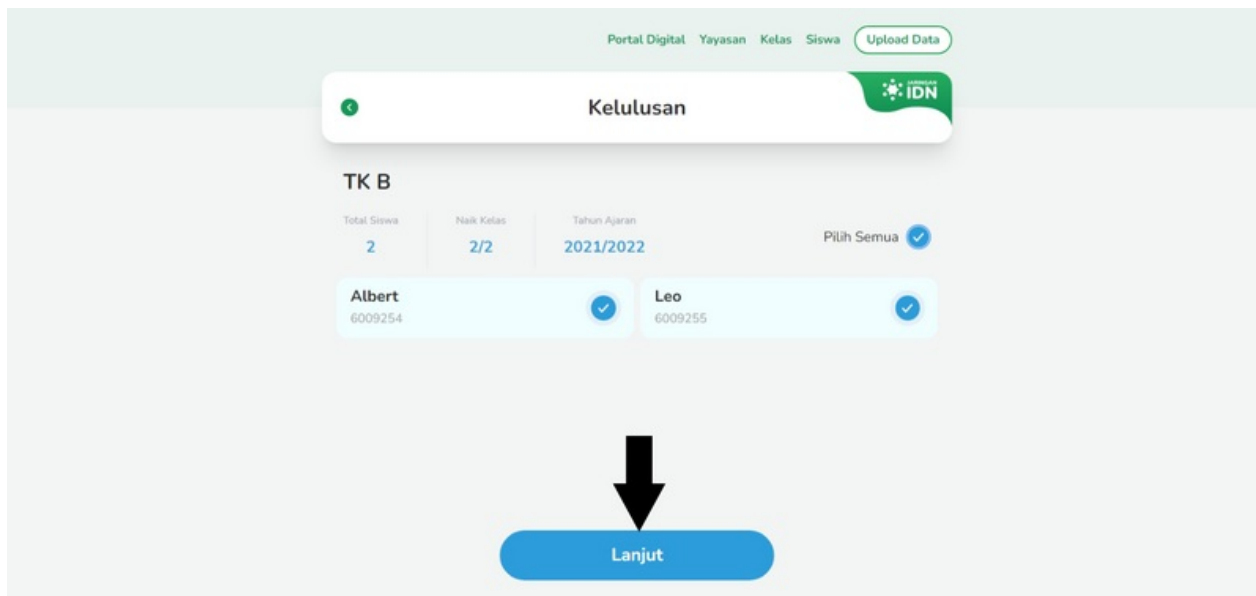 Portal Digital Yayasan Kelas Siswa Upload Data
Kelulusan
JARINGAN
IDN
TK B
Total Siswa Naik Kelas Tahun Ajaran
2 2/2 2021/2022
Pilih Semua
Albert Leo
6009254 6009255
Lanjut